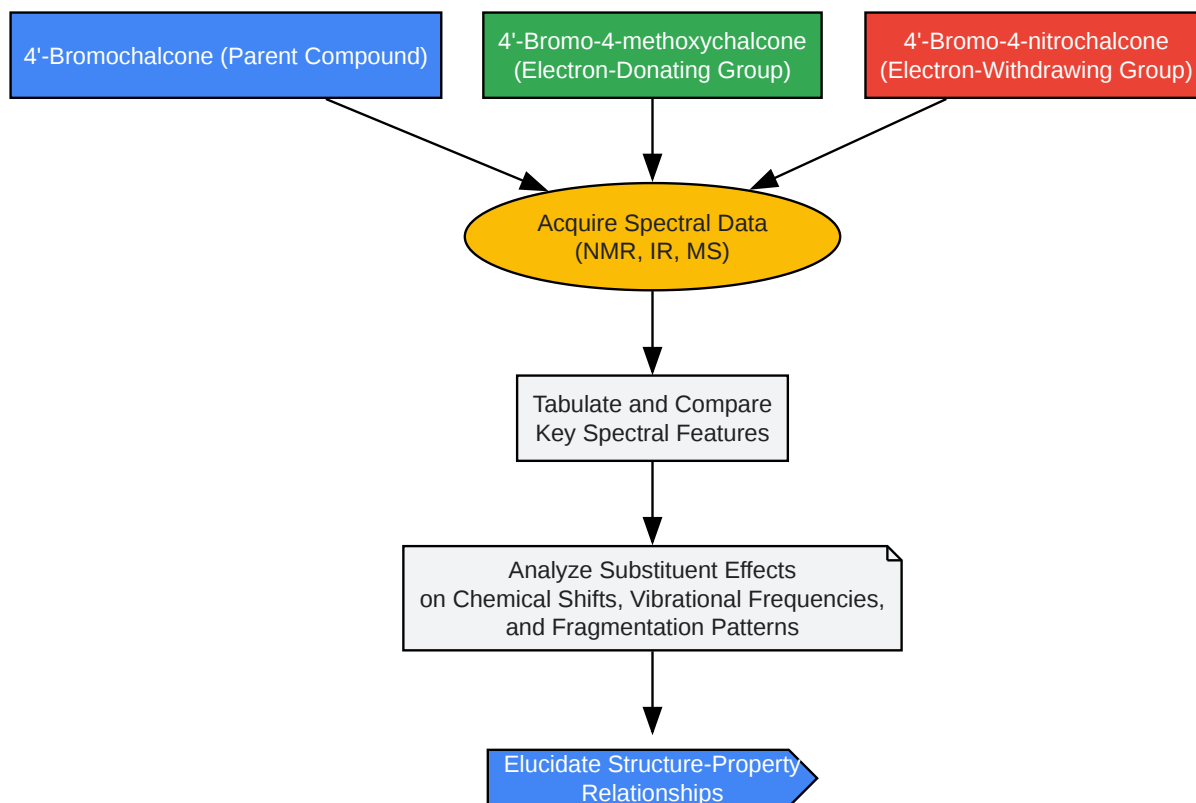 4'-Bromochalcone (Parent Compound)
4'-Bromo-4-methoxychalcone
(Electron-Donating Group)
4'-Bromo-4-nitrochalcone
(Electron-Withdrawing Group)
Acquire Spectral Data
(NMR, IR, MS)
Tabulate and Compare
Key Spectral Features
Analyze Substituent Effects
on Chemical Shifts, Vibrational Frequencies,
and Fragmentation Patterns
Elucidate Structure-Property
Relationships